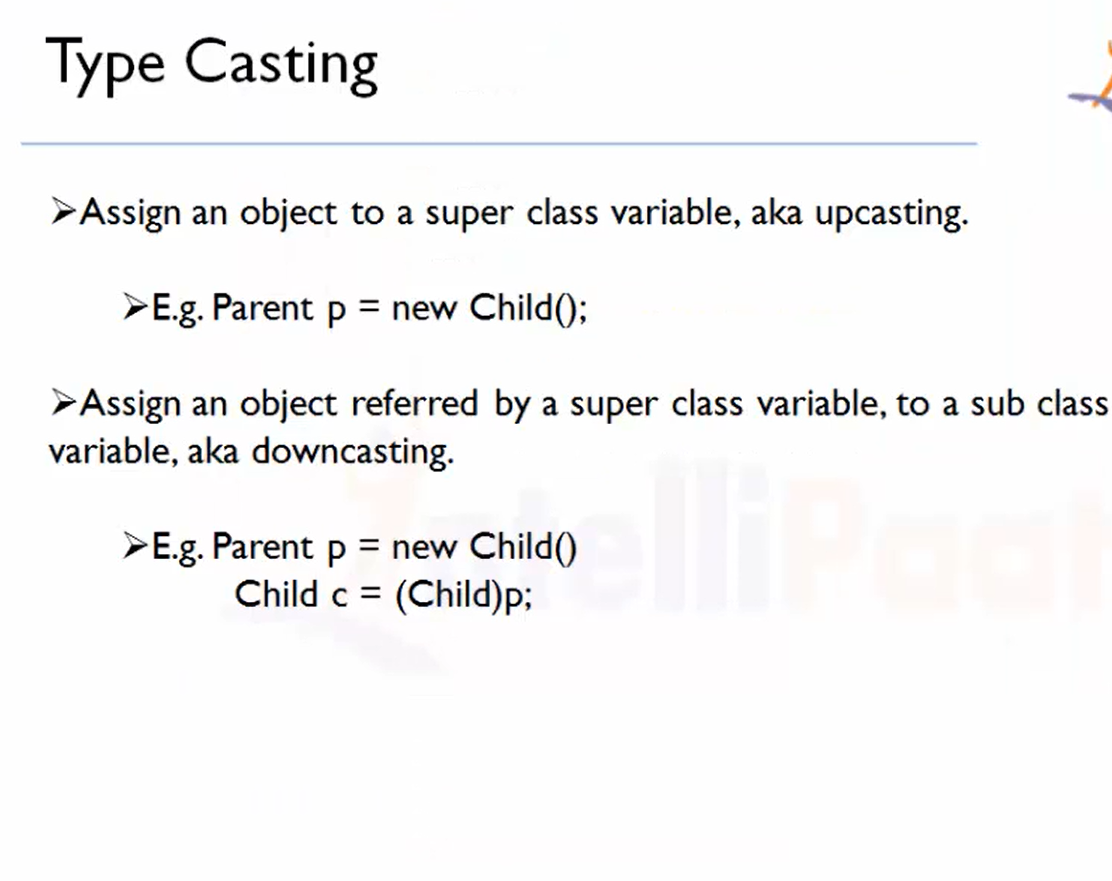 Type Casting
➢Assign an object to a super class variable, aka upcasting.
➢E.g. Parent p = new Child();
➢Assign an object referred by a super class variable, to a sub class
variable, aka downcasting.
➢E.g. Parent p = new Child()
Child c = (Child)p;